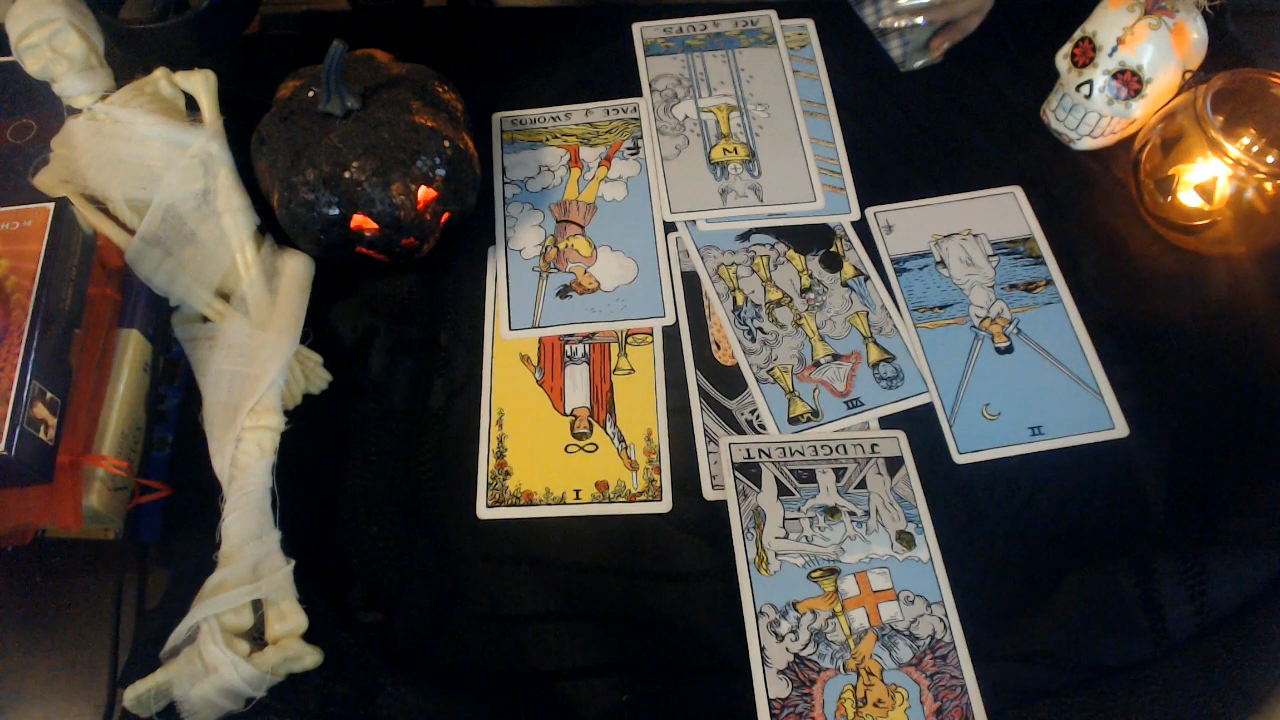 ACE of CUPS.
PAGE of SWORDS
VII
II
I
JUDGEMENT.